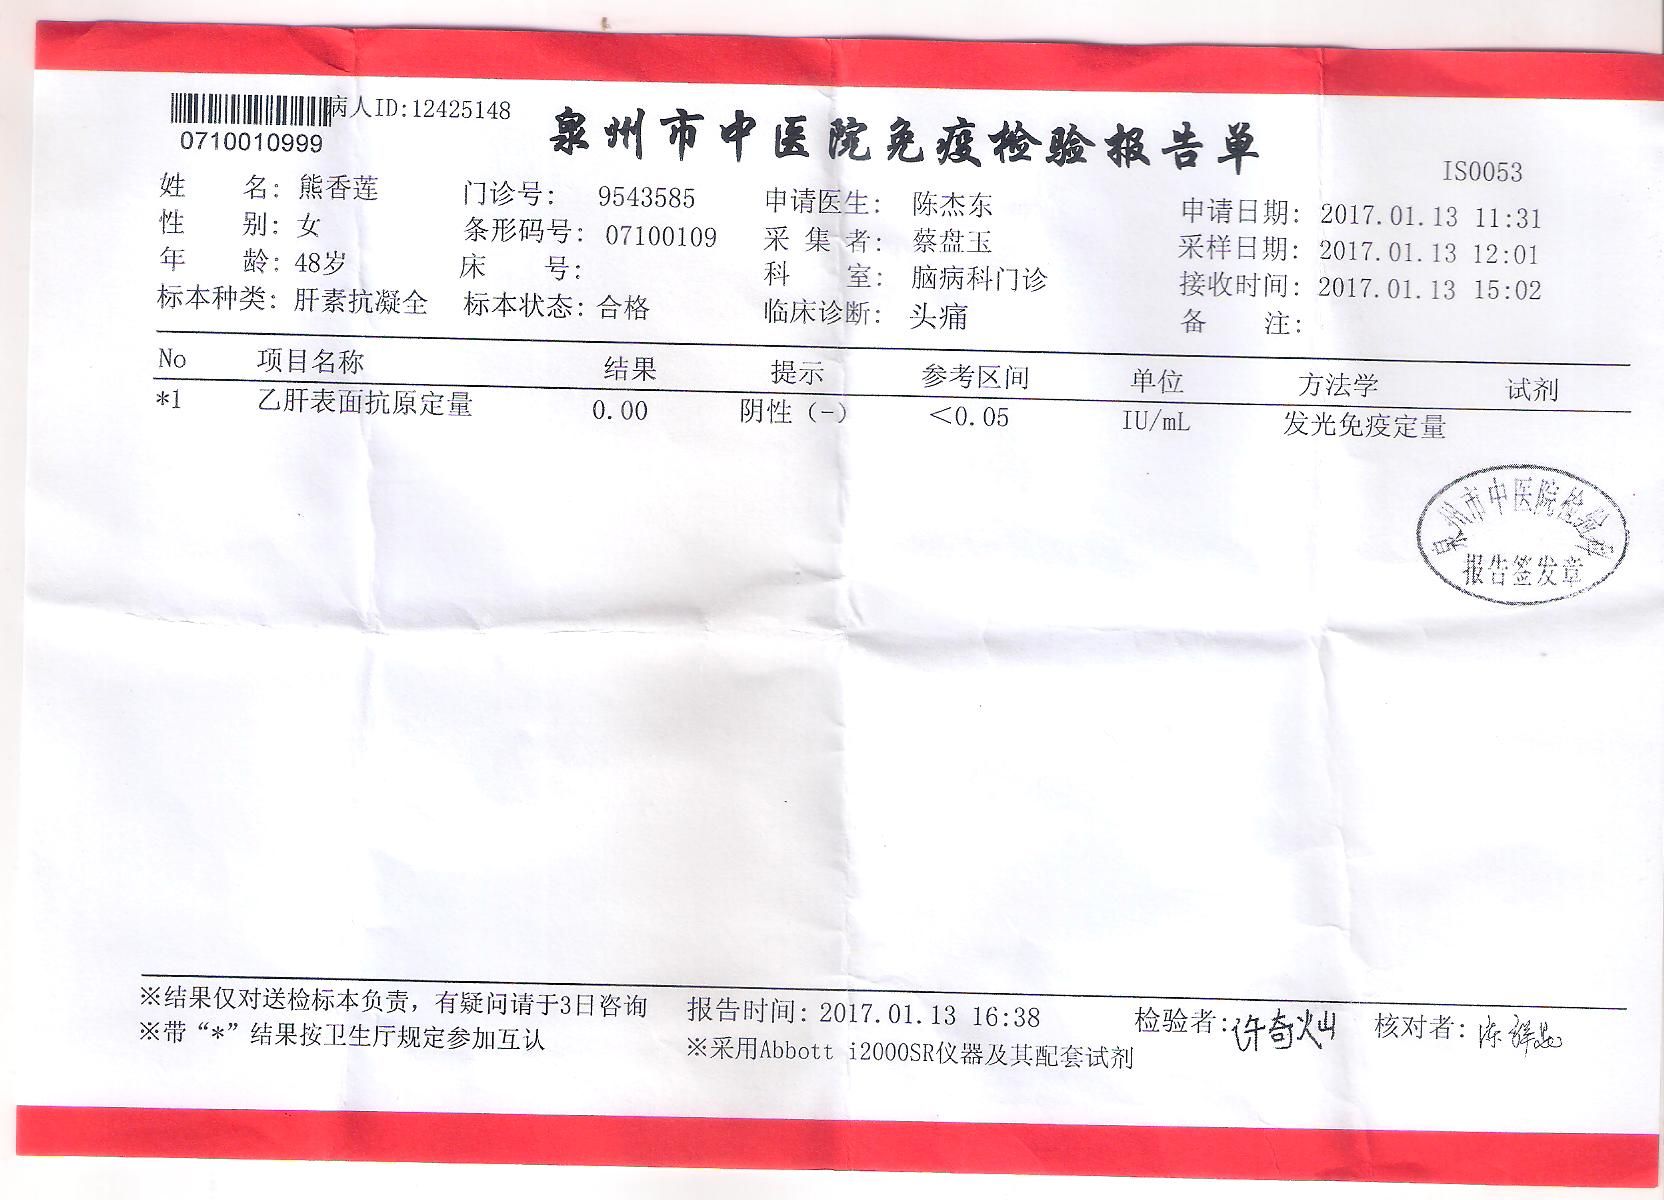 病人ID:12425148
0710010999
泉州市中医院免疫检验报告单
IS0053
姓 名: 熊香莲 门诊号: 9543585 申请医生: 陈杰东 申请日期: 2017.01.13 11:31
性 别: 女 条形码号: 07100109 采 集 者: 蔡盘玉 采样日期: 2017.01.13 12:01
年 龄: 48岁 床 号: 科 室: 脑病科门诊 接收时间: 2017.01.13 15:02
标本种类: 肝素抗凝全 标本状态: 合格 临床诊断: 头痛 备 注:
No 项目名称 结果 提示 参考区间 单位 方法学 试剂
*1 乙肝表面抗原定量 0.00 阴性(-) <0.05 IU/mL 发光免疫定量
泉州市中医院检验
报告签发章
※结果仅对送检标本负责, 有疑问请于3日咨询 报告时间: 2017.01.13 16:38 检验者: 许奇灿 核对者:
※带“*”结果按卫生厅规定参加互认 ※采用Abbott i2000SR仪器及其配套试剂